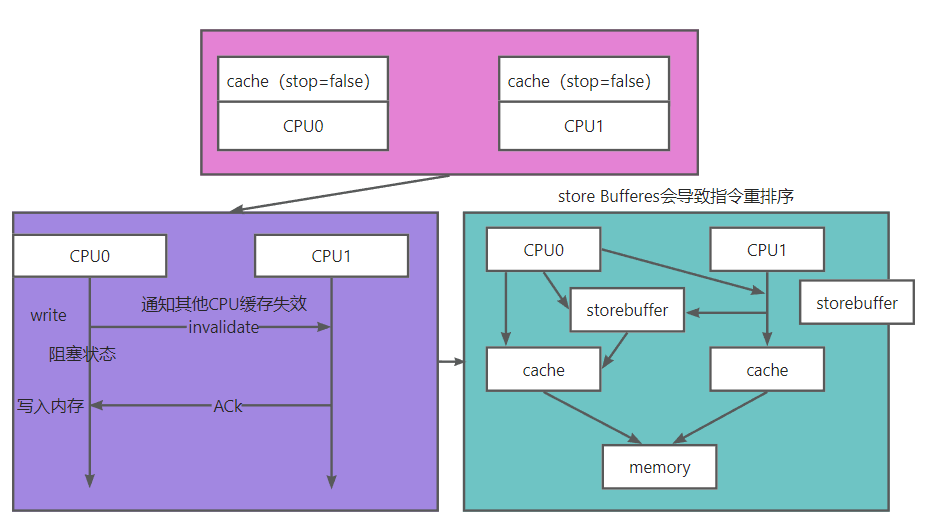 cache（stop=false）
CPU0
cache（stop=false）
CPU1
store Bufferes会导致指令重排序
CPU0
CPU1
write
通知其他CPU缓存失效
invalidate
阻塞状态
写入内存
ACk
CPU0
CPU1
storebuffer
storebuffer
cache
cache
memory